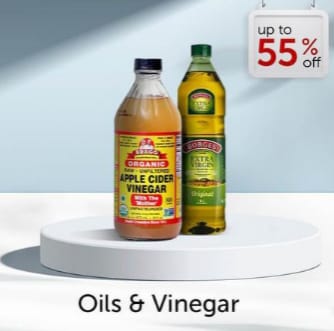 up to
55%
off
BRAGG
ORGANIC
RAW - UNFILTERED
APPLE CIDER
VINEGAR
With The
'Mother'
BORGES
EXTRA
VIRGIN
Original
Oils & Vinegar